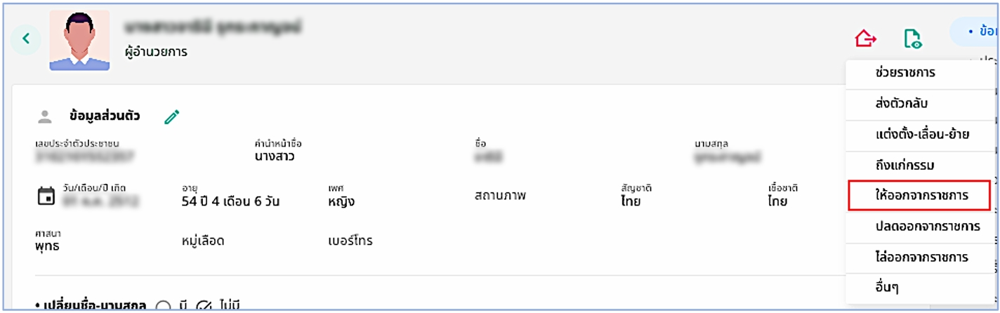 ผู้อำนวยการ
ข้อ
ช่วยราชการ
ส่งตัวกลับ
แต่งตั้ง-เลื่อน-ย้าย
ถึงแก่กรรม
ให้ออกจากราชการ
ปลดออกจากราชการ
ไล่ออกจากราชการ
อื่นๆ
ข้อมูลส่วนตัว
เลขประจำตัวประชาชน คำนำหน้าชื่อ ชื่อ นามสกุล
นางสาว
วัน/เดือน/ปี เกิด อายุ เพศ สถานภาพ สัญชาติ เชื้อชาติ
54 ปี 4 เดือน 6 วัน หญิง ไทย ไทย
ศาสนา หมู่เลือด เบอร์โทร
พุทธ
• เปลี่ยนชื่อ-นามสกุล มี ไม่มี